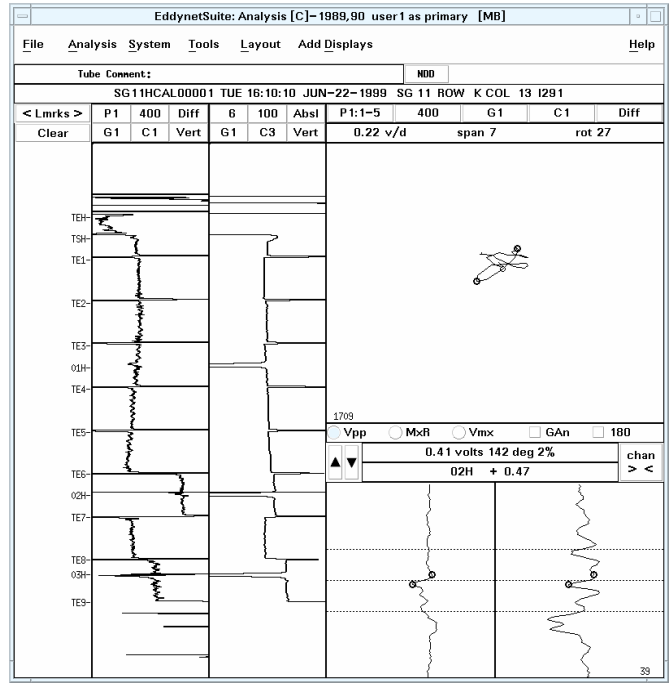 EddynetSuite: Analysis [C]-1989,90 user1 as primary [MB]
File Analysis System Tools Layout Add Displays Help
Tube Comment: NDD
SG11HCAL00001 TUE 16:10:10 JUN-22-1999 SG 11 ROW K COL 13 I291
< Lmrks > P1 400 Diff 6 100 Absl P1:1-5 400 G1 C1 Diff
Clear G1 C1 Vert G1 C3 Vert 0.22 v/d span 7 rot 27
TEH
TSH
TE1
TE2
TE3
01H
TE4
TE5
TE6
02H
TE7
TE8
03H
TE9
1709
Vpp MxR Vmx GAn 180
0.41 volts 142 deg 2%
02H + 0.47
chan
> <
39